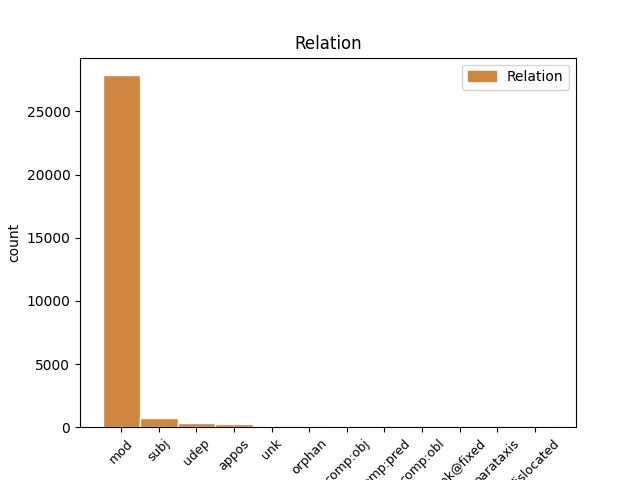 Relation
Relation
count
25000
20000
15000
10000
5000
0
mod
subj
udep
appos
unk
orphan
comp:obj
comp:obl
parataxis